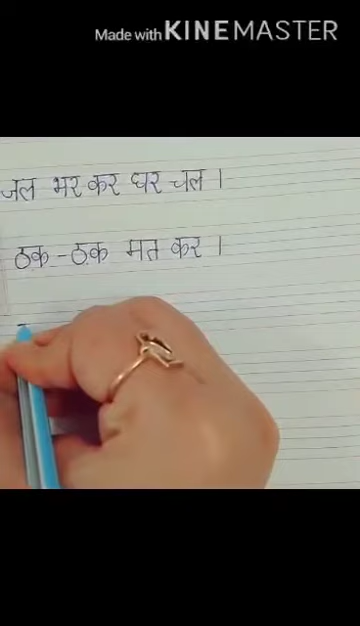 Made with KINEMASTER
जल भर कर घर चल ।
ठक - ठक मत कर ।